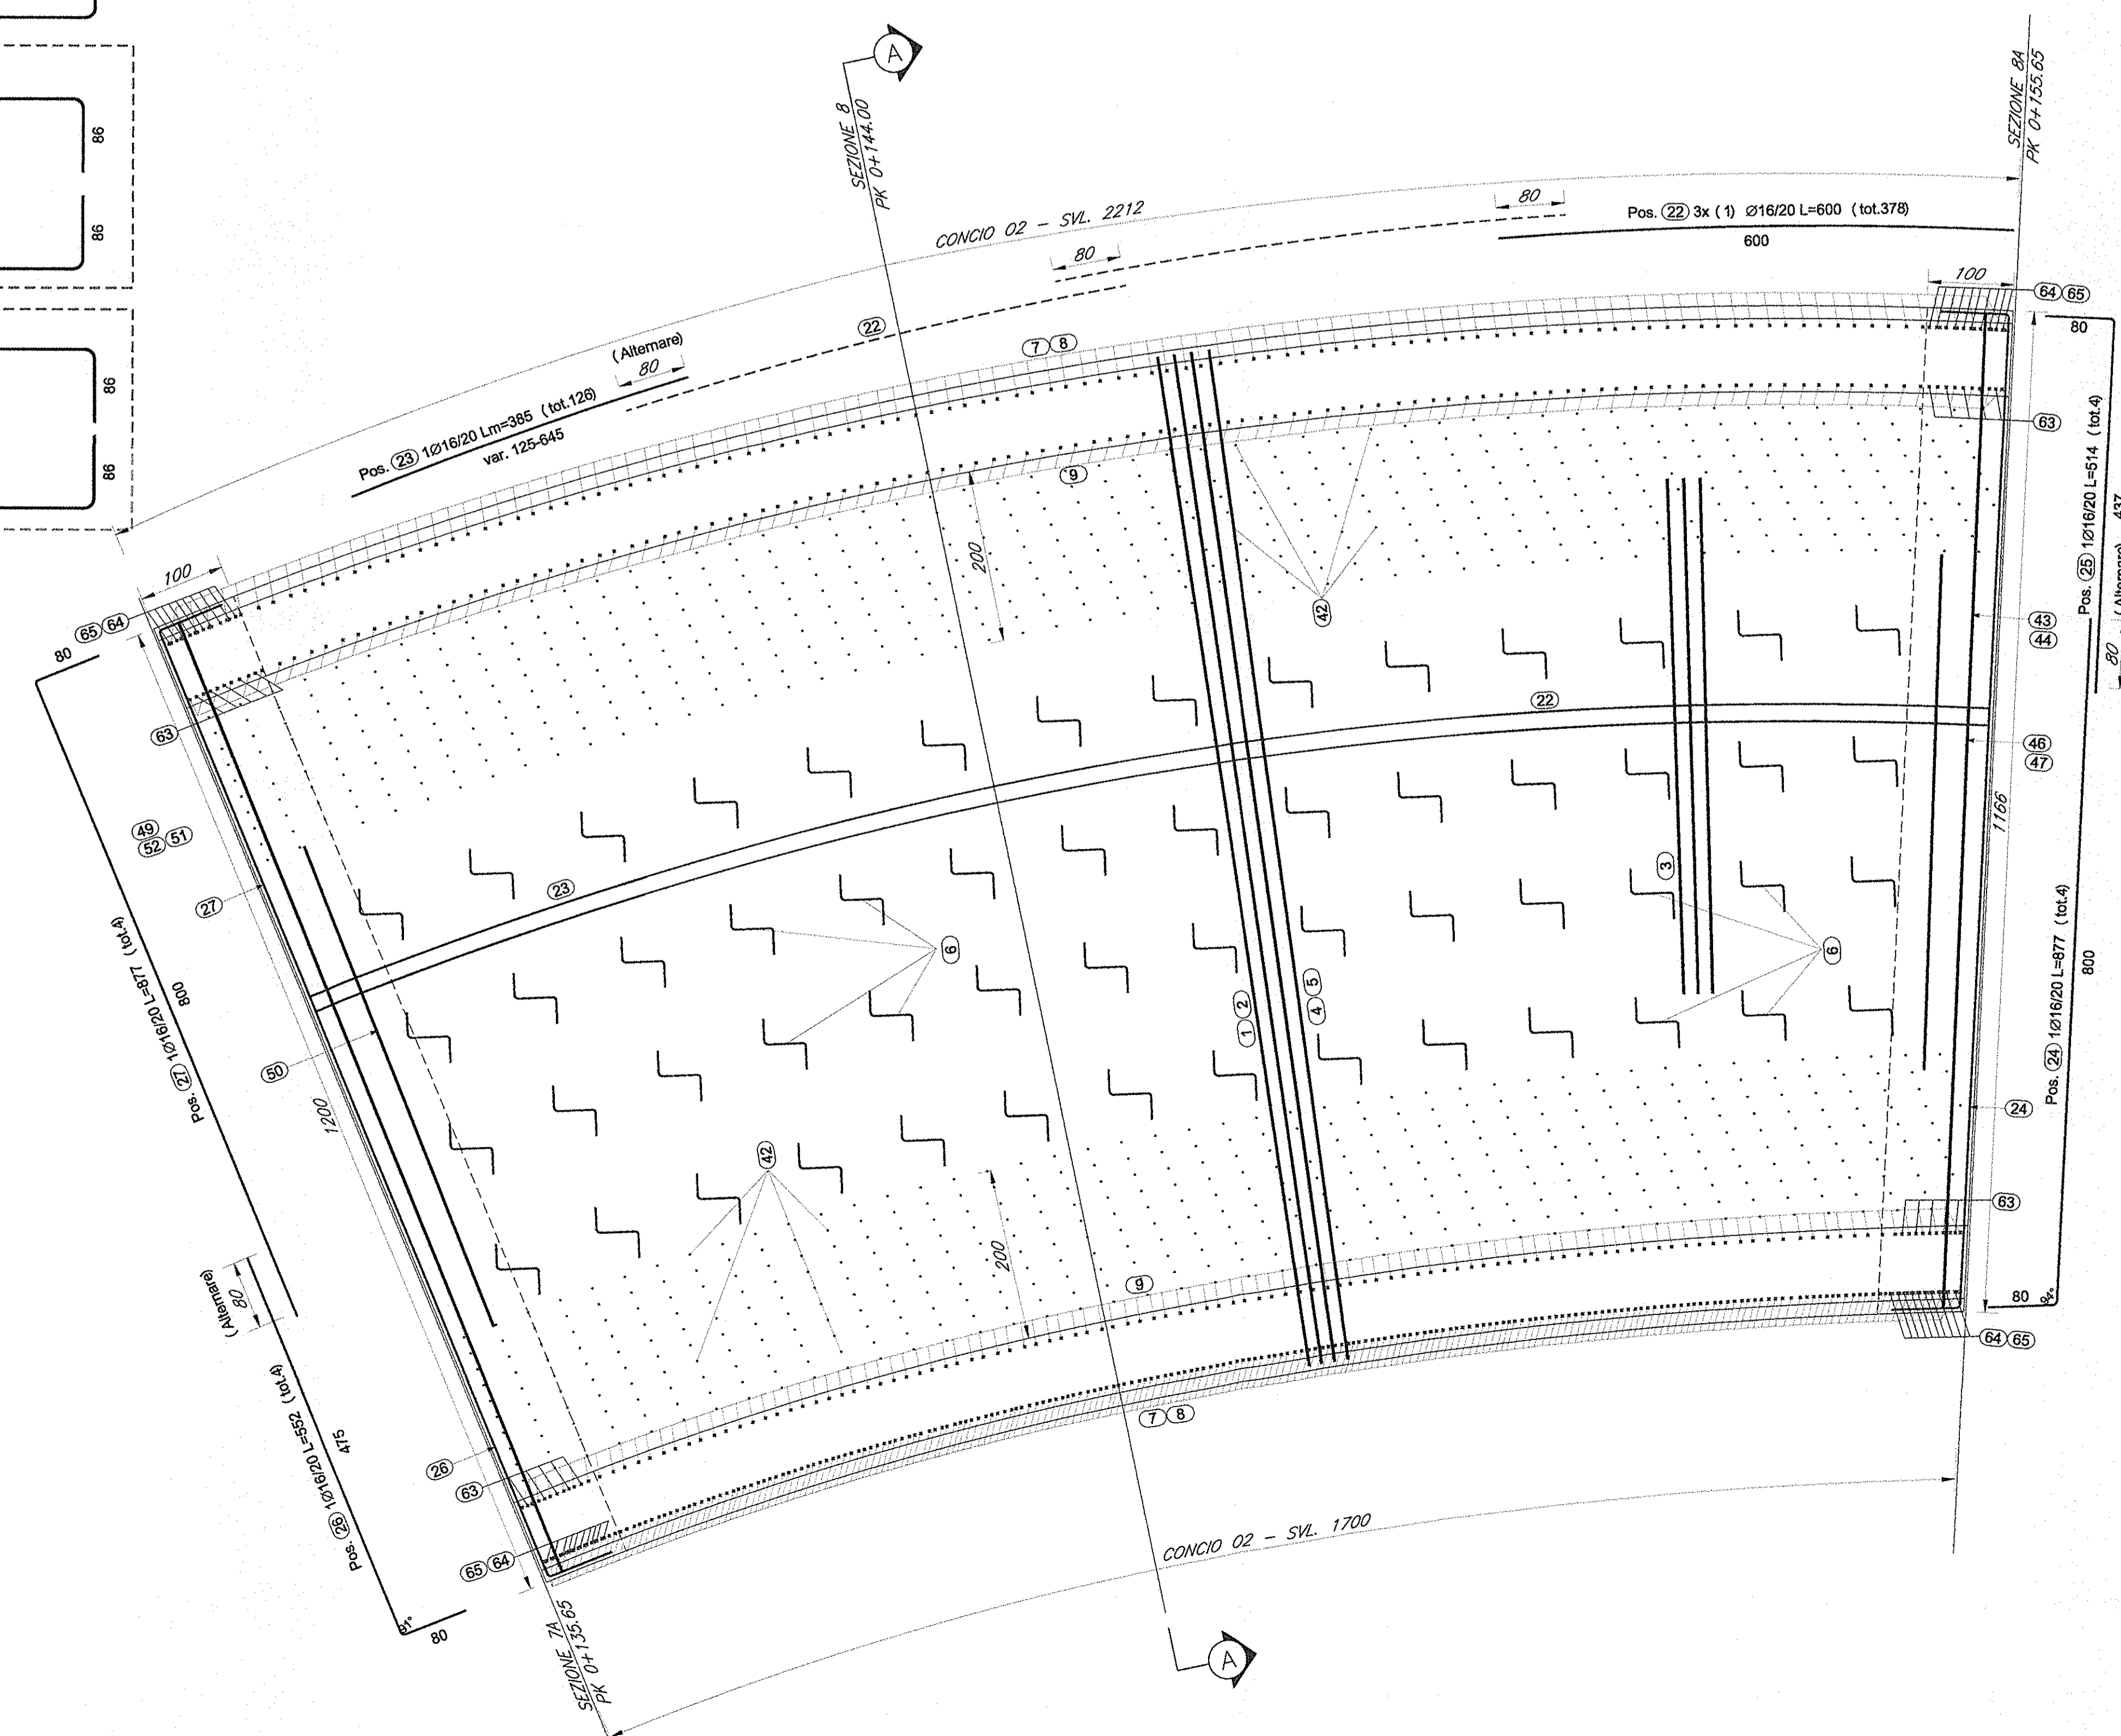 86
86
86
86
A
SEZIONE 8
PK 0+144.00
SEZIONE 8A
PK 0+155.65
CONCIO 02 - SVL. 2212
80
80
Pos. 22 3x (1) Ø16/20 L=600 (tot.378)
600
100
64 65
80
22
7 8
(Alternare)
80
Pos. 23 1Ø16/20 Lm=385 (tot.126)
var. 125-645
9
63
200
42
100
65 64
80
63
43
44
Pos. 25 1Ø16/20 L=514 (tot.4)
(Alternare)
437
80
22
46
47
1166
49
52 51
27
23
6
3
6
Pos. 27 1Ø16/20 L=877 (tot.4)
800
1 2
4 5
Pos. 24 1Ø16/20 L=877 (tot.4)
800
50
1200
24
42
200
63
9
(Alternare)
80
80
64 65
7 8
Pos. 26 1Ø16/20 L=552 (tot.4)
475
26
63
65 64
CONCIO 02 - SVL. 1700
91°
80
SEZIONE 7A
PK 0+135.65
A